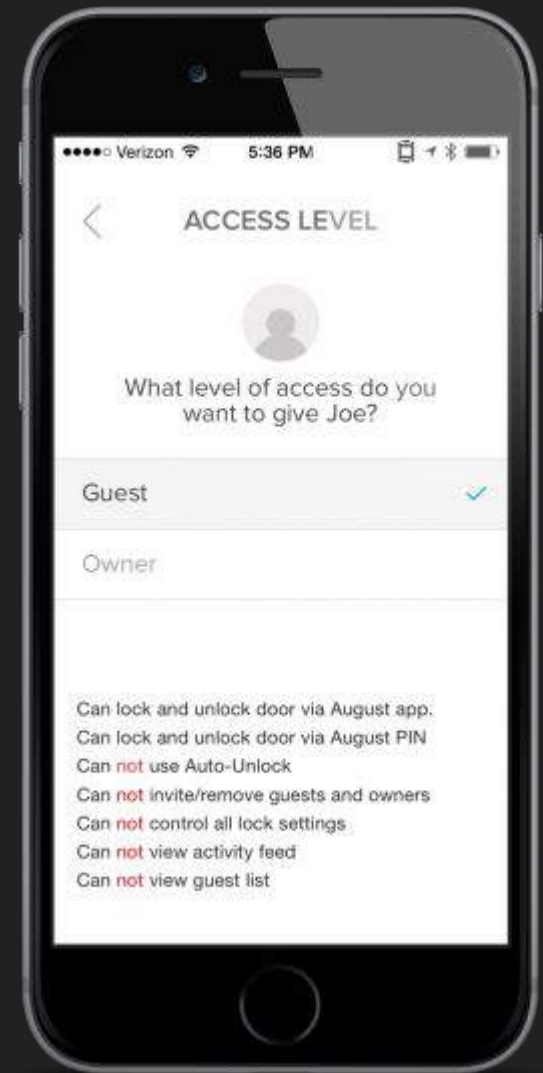 Verizon 5:36 PM
ACCESS LEVEL
What level of access do you
want to give Joe?
Guest
Owner
Can lock and unlock door via August app.
Can lock and unlock door via August PIN
Can not use Auto-Unlock
Can not invite/remove guests and owners
Can not control all lock settings
Can not view activity feed
Can not view guest list